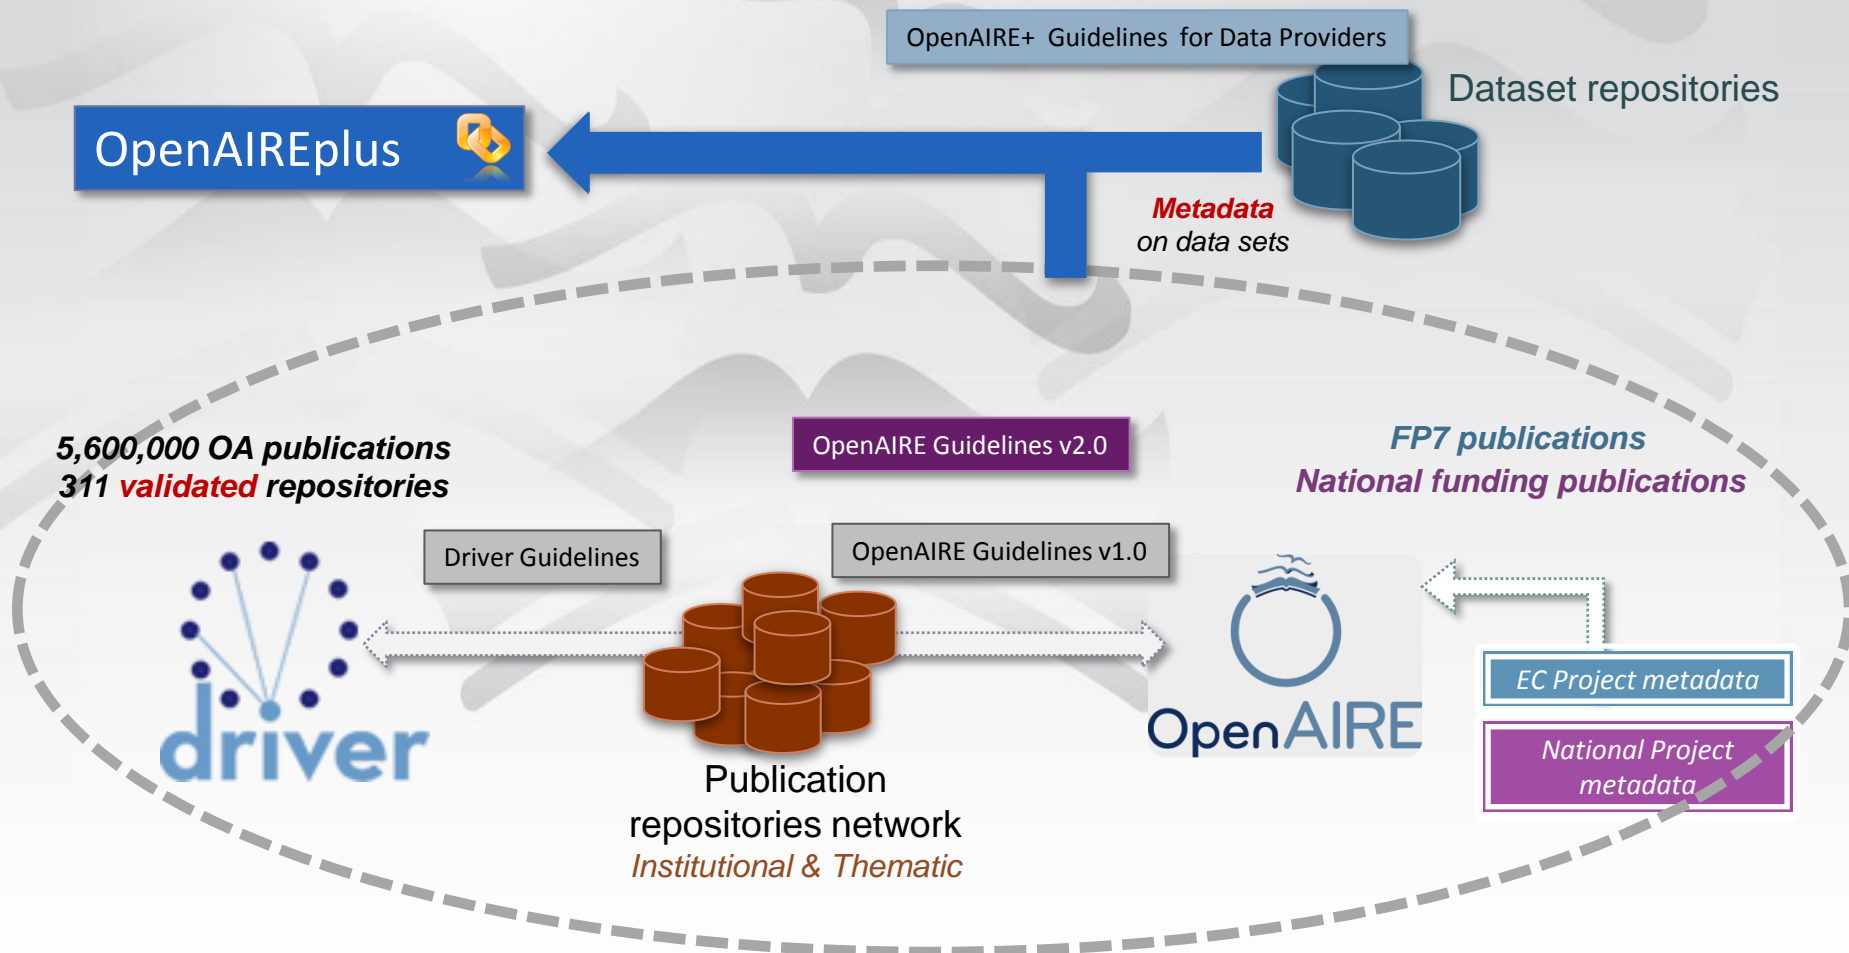 OpenAIRE+ Guidelines for Data Providers
Dataset repositories
OpenAIREplus
Metadata
on data sets
5,600,000 OA publications
311 validated repositories
OpenAIRE Guidelines v2.0
FP7 publications
National funding publications
Driver Guidelines
OpenAIRE Guidelines v1.0
driver
OpenAIRE
EC Project metadata
National Project
metadata
Publication
repositories network
Institutional & Thematic